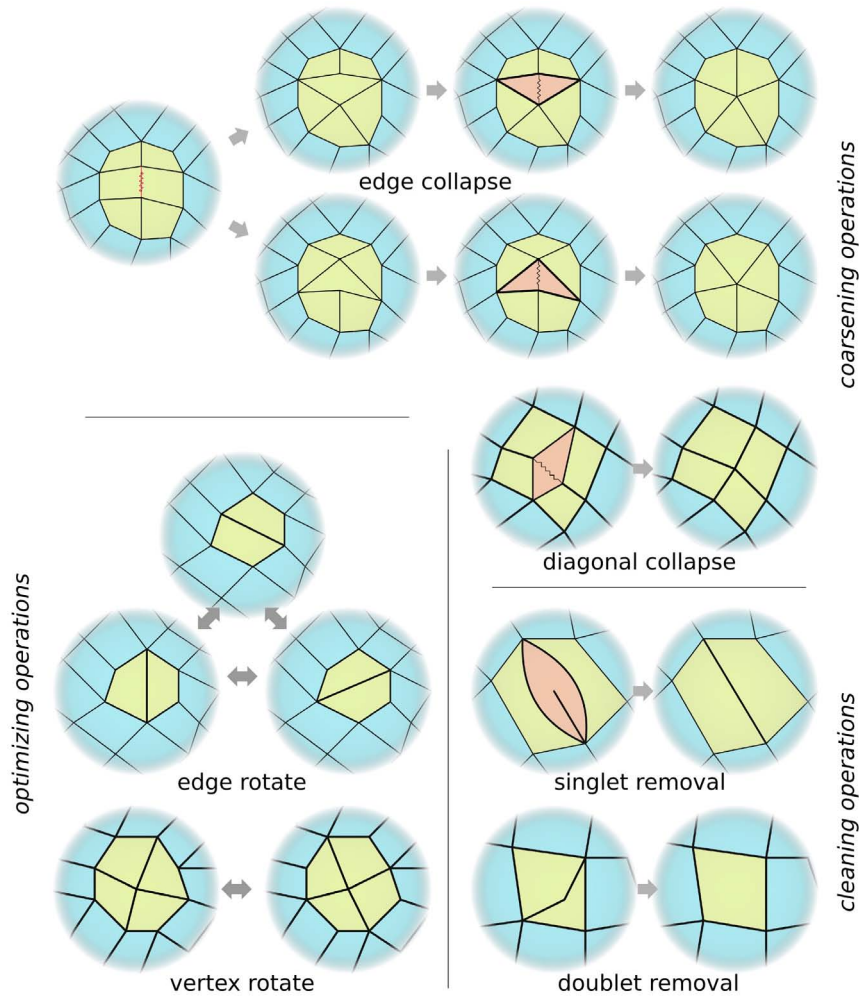 edge collapse
coarsening operations
diagonal collapse
optimizing operations
edge rotate
vertex rotate
singlet removal
doublet removal
cleaning operations